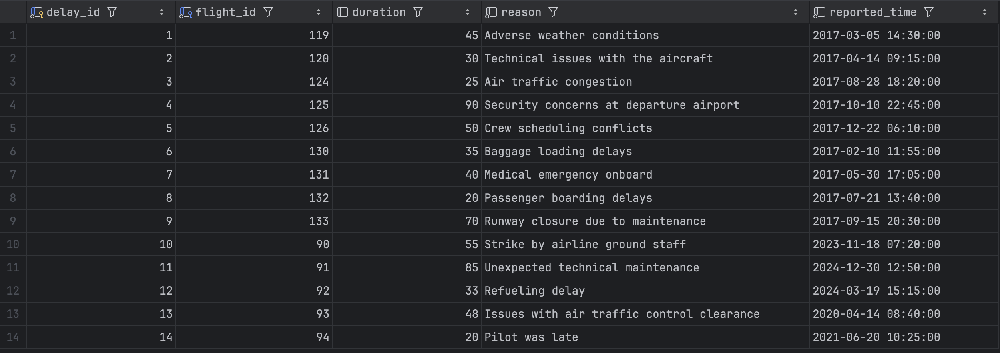 delay_id flight_id duration reason reported_time
1 1 119 45 Adverse weather conditions 2017-03-05 14:30:00
2 2 120 30 Technical issues with the aircraft 2017-04-14 09:15:00
3 3 124 25 Air traffic congestion 2017-08-28 18:20:00
4 4 125 90 Security concerns at departure airport 2017-10-10 22:45:00
5 5 126 50 Crew scheduling conflicts 2017-12-22 06:10:00
6 6 130 35 Baggage loading delays 2017-02-10 11:55:00
7 7 131 40 Medical emergency onboard 2017-05-30 17:05:00
8 8 132 20 Passenger boarding delays 2017-07-21 13:40:00
9 9 133 70 Runway closure due to maintenance 2017-09-15 20:30:00
10 10 90 55 Strike by airline ground staff 2023-11-18 07:20:00
11 11 91 85 Unexpected technical maintenance 2024-12-30 12:50:00
12 12 92 33 Refueling delay 2024-03-19 15:15:00
13 13 93 48 Issues with air traffic control clearance 2020-04-14 08:40:00
14 14 94 20 Pilot was late 2021-06-20 10:25:00